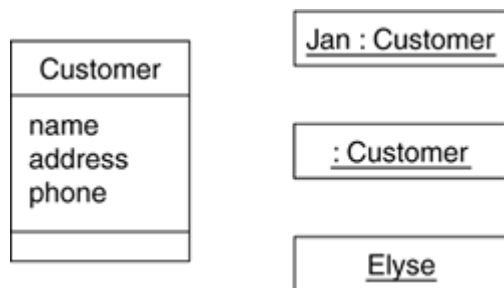 Customer
name
address
phone
Jan : Customer
: Customer
Elyse